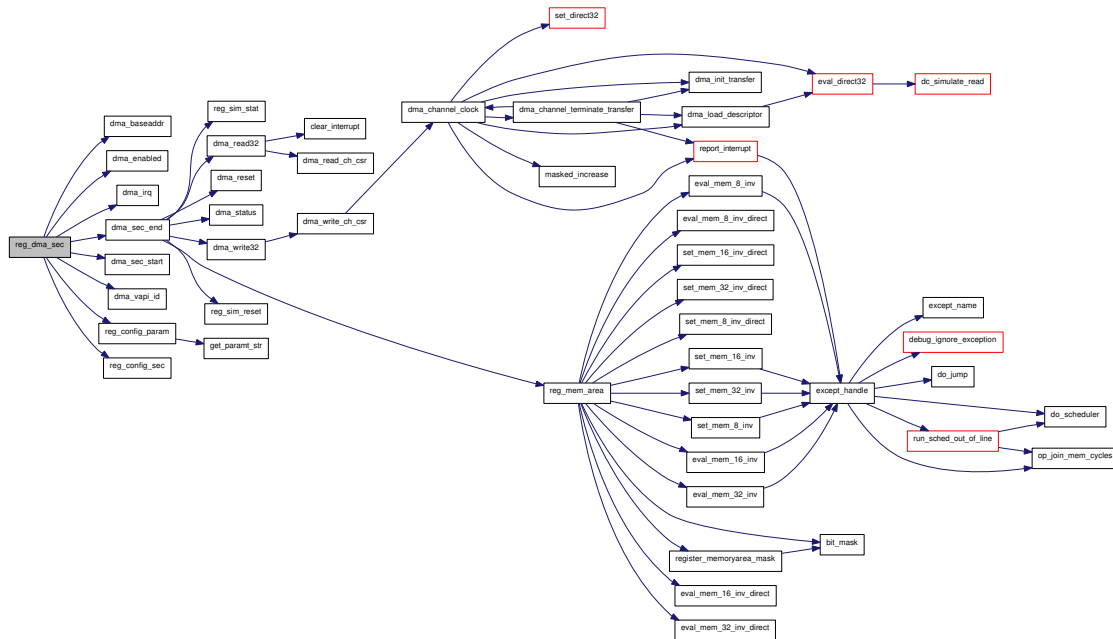 reg_dma_sec
dma_baseaddr
dma_enabled
dma_irq
dma_sec_end
dma_sec_start
dma_vapi_id
reg_config_param
reg_config_sec
reg_sim_stat
dma_read32
dma_reset
dma_status
dma_write32
reg_sim_reset
get_paramt_str
clear_interrupt
dma_read_ch_csr
dma_write_ch_csr
dma_channel_clock
set_direct32
dma_channel_terminate_transfer
masked_increase
reg_mem_area
dma_init_transfer
dma_load_descriptor
report_interrupt
eval_mem_8_inv
eval_mem_8_inv_direct
set_mem_16_inv_direct
set_mem_32_inv_direct
set_mem_8_inv_direct
set_mem_16_inv
set_mem_32_inv
set_mem_8_inv
eval_mem_16_inv
eval_mem_32_inv
register_memoryarea_mask
eval_mem_16_inv_direct
eval_mem_32_inv_direct
eval_direct32
except_handle
bit_mask
dc_simulate_read
except_name
debug_ignore_exception
do_jump
run_sched_out_of_line
do_scheduler
op_join_mem_cycles